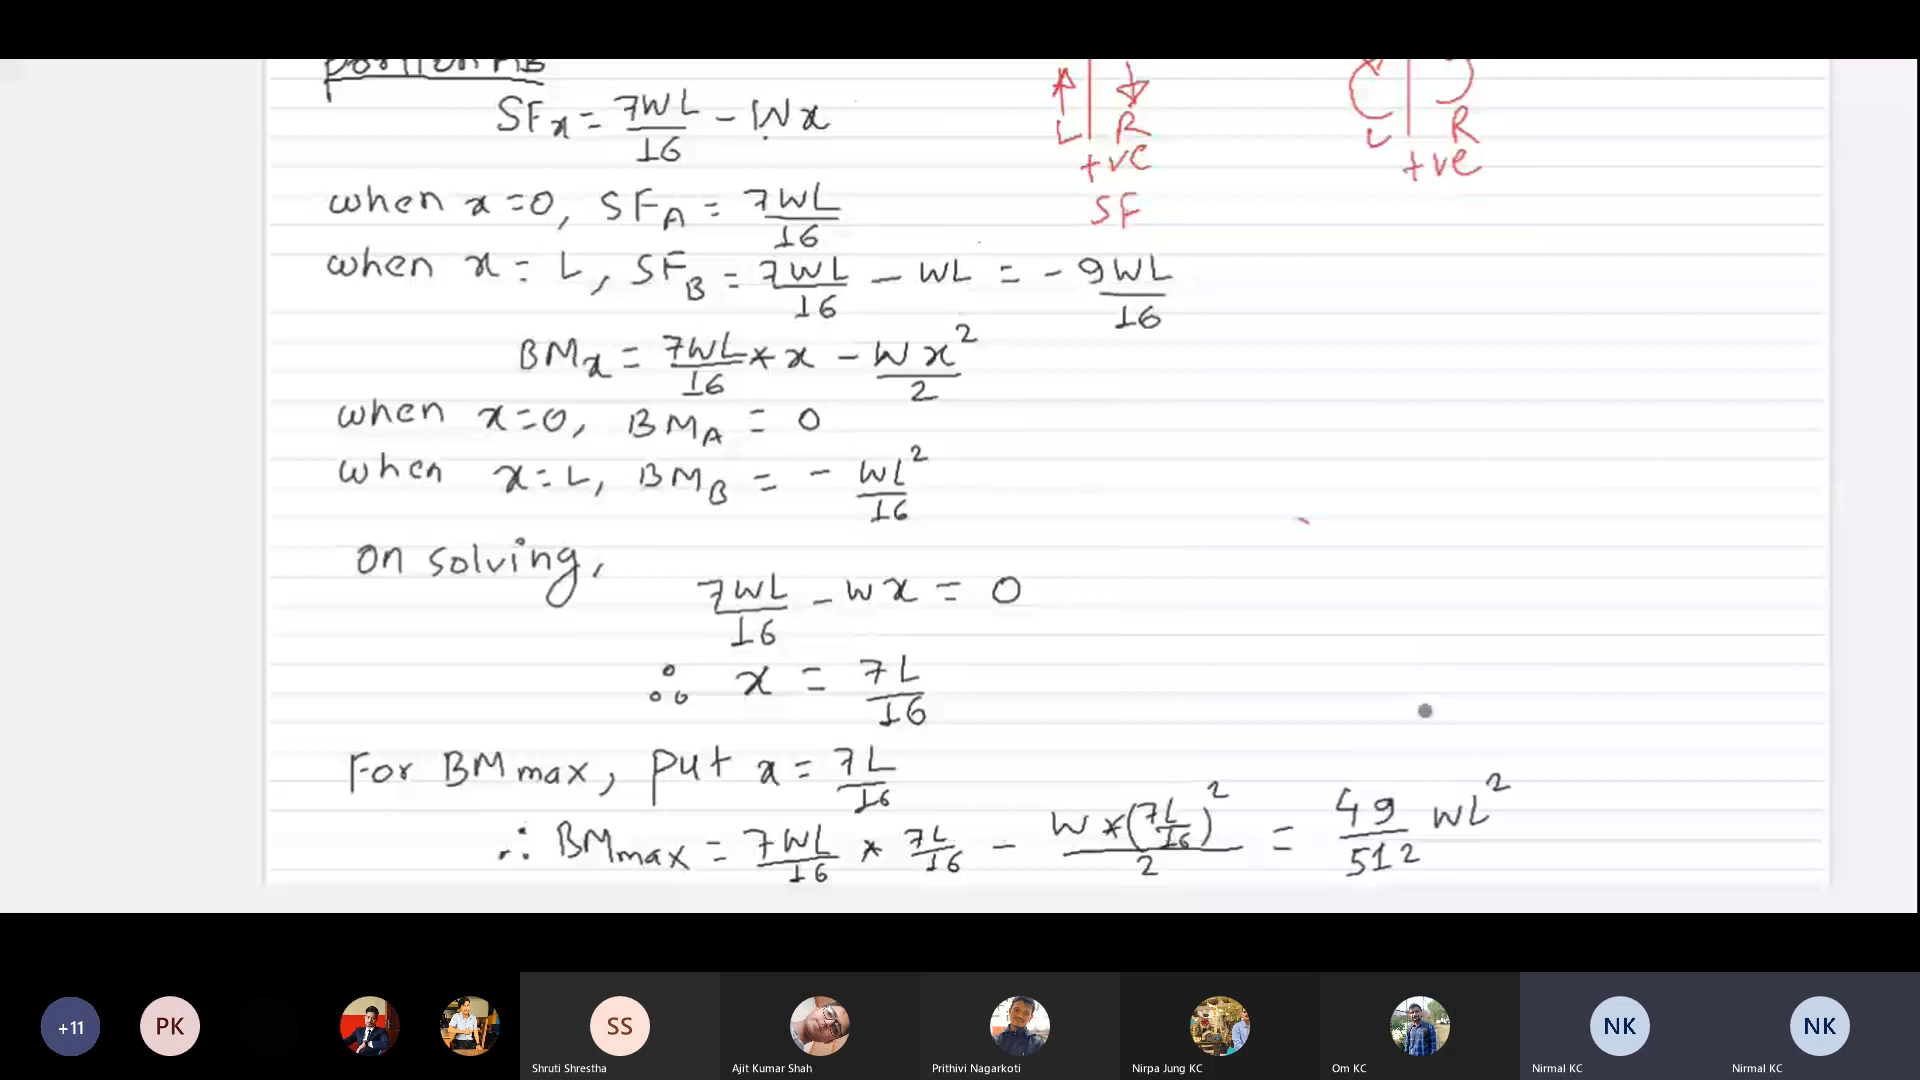 portion AB
SFx = 7WL/16 - Wx
L R
+ve
SF
L R
+ve
when x = 0, SFA = 7WL/16
when x = L, SFB = 7WL/16 - WL = - 9WL/16
BMx = 7WL/16 * x - Wx²/2
when x = 0, BMA = 0
when x = L, BMB = - WL²/16
on solving,
7WL/16 - Wx = 0
∴ x = 7L/16
For BMmax, put x = 7L/16
∴ BMmax = 7WL/16 * 7L/16 - W*(7L/16)²/2 = 49/512 WL²
+11 PK SS NK NK
Shruti Shrestha Ajit Kumar Shah Prithivi Nagarkoti Nirpa Jung KC Om KC Nirmal KC Nirmal KC